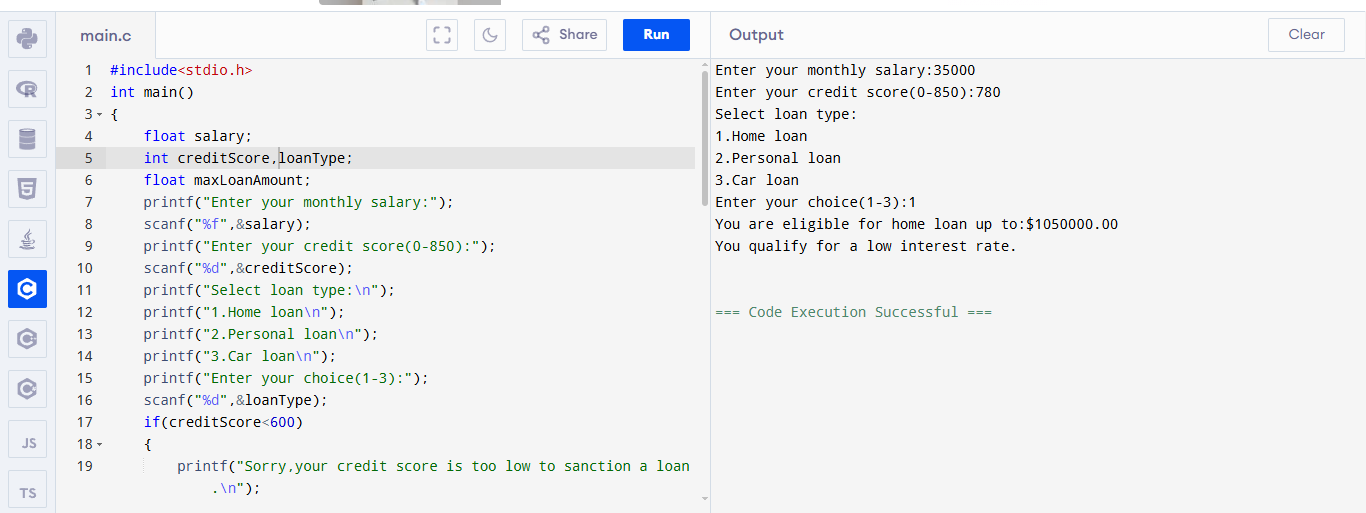 main.c
Share
Run
Output
Clear
1 #include<stdio.h>
2 int main()
3 {
4 float salary;
5 int creditScore,loanType;
6 float maxLoanAmount;
7 printf("Enter your monthly salary:");
8 scanf("%f",&salary);
9 printf("Enter your credit score(0-850):");
10 scanf("%d",&creditScore);
11 printf("Select loan type:\n");
12 printf("1.Home loan\n");
13 printf("2.Personal loan\n");
14 printf("3.Car loan\n");
15 printf("Enter your choice(1-3):");
16 scanf("%d",&loanType);
17 if(creditScore<600)
18 {
19 printf("Sorry,your credit score is too low to sanction a loan
.\n");
Enter your monthly salary:35000
Enter your credit score(0-850):780
Select loan type:
1.Home loan
2.Personal loan
3.Car loan
Enter your choice(1-3):1
You are eligible for home loan up to:$1050000.00
You qualify for a low interest rate.
=== Code Execution Successful ===
R
5
C
C
C
JS
TS